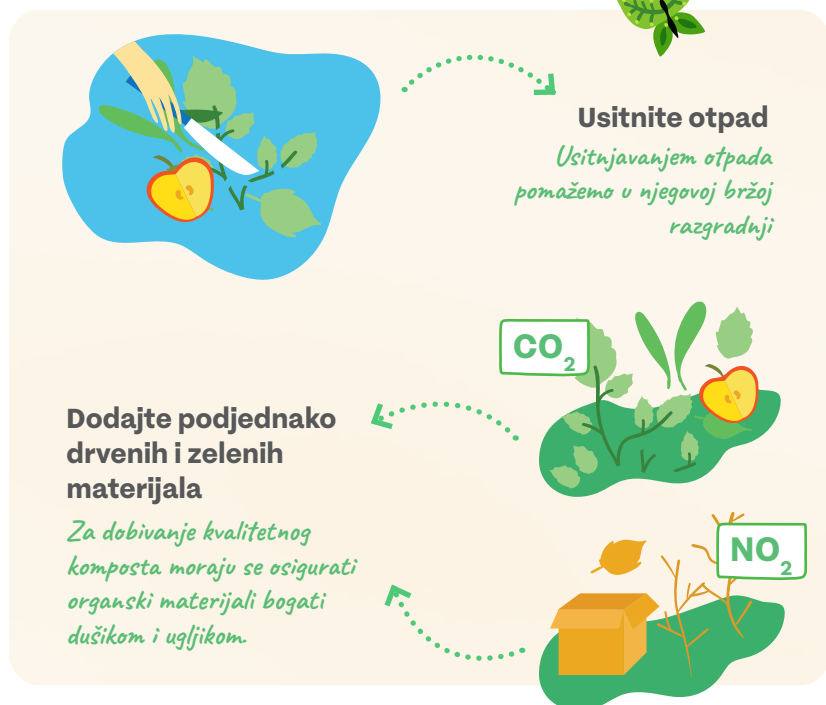 Usitnite otpad
Usitnjavanjem otpada
pomažemo u njegovoj bržoj
razgradnji
CO₂
Dodajte podjednako
drvenih i zelenih
materijala
Za dobivanje kvalitetnog
komposta moraju se osigurati
organski materijali bogati
dušikom i ugljikom.
NO₂